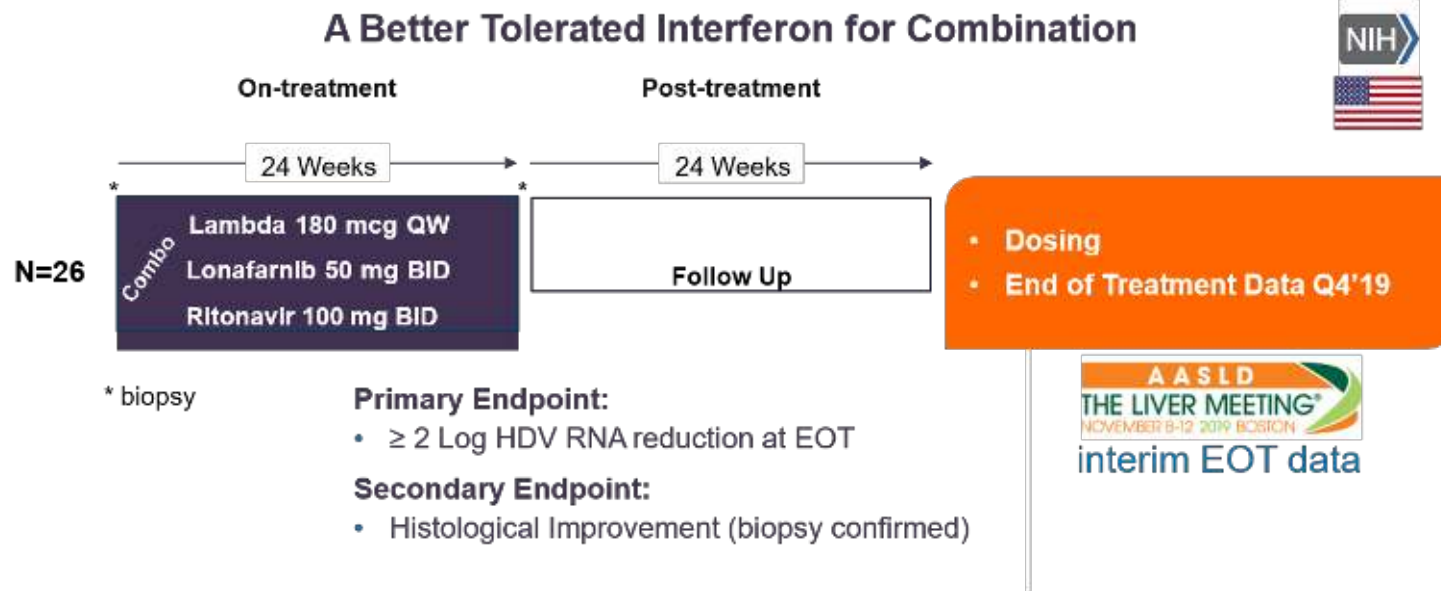 A Better Tolerated Interferon for Combination
NIH
On-treatment
Post-treatment
24 Weeks
24 Weeks
*
*
N=26
Combo
Lambda 180 mcg QW
Lonafarnib 50 mg BID
Ritonavir 100 mg BID
Follow Up
• Dosing
• End of Treatment Data Q4'19
* biopsy
Primary Endpoint:
• ≥ 2 Log HDV RNA reduction at EOT
Secondary Endpoint:
• Histological Improvement (biopsy confirmed)
AASLD
THE LIVER MEETING®
NOVEMBER 8-12 2019 BOSTON
interim EOT data